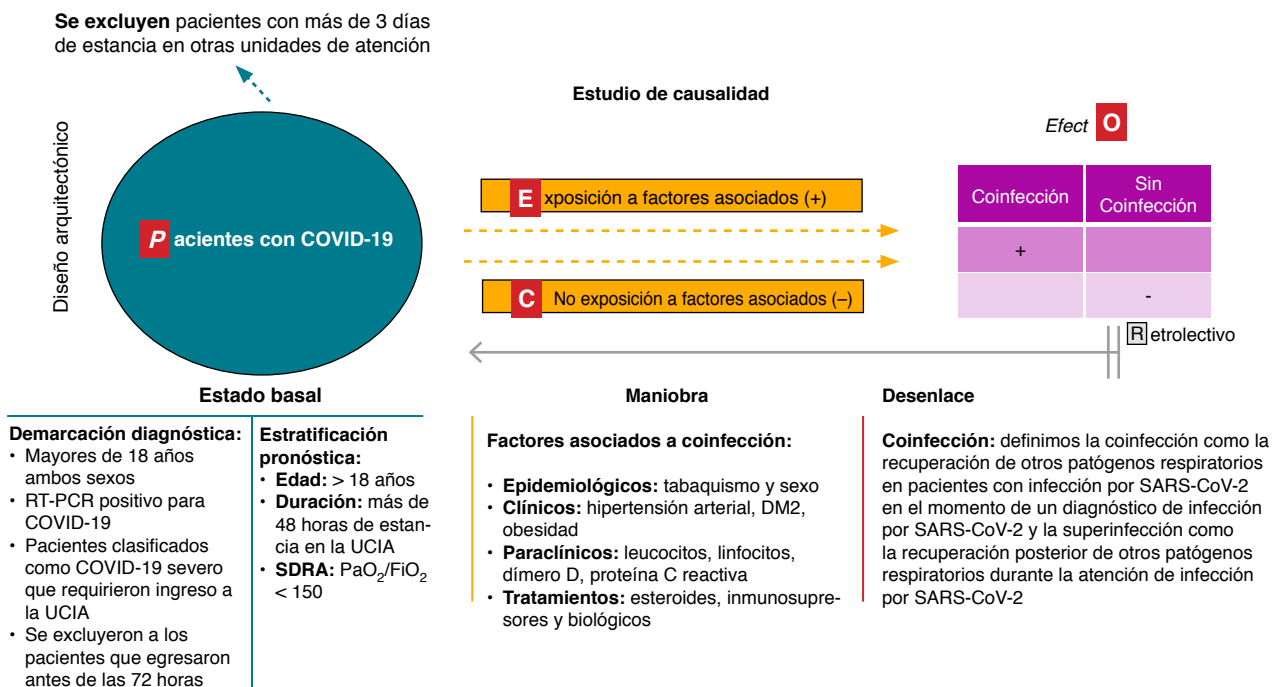 Se excluyen pacientes con más de 3 días
de estancia en otras unidades de atención
Diseño arquitectónico
Pacientes con COVID-19
Estudio de causalidad
Exposición a factores asociados (+)
C No exposición a factores asociados (–)
Efect O
Coinfección
Sin
Coinfección
+
-
Retrolectivo
Estado basal
Demarcación diagnóstica:
• Mayores de 18 años
ambos sexos
• RT-PCR positivo para
COVID-19
• Pacientes clasificados
como COVID-19 severo
que requirieron ingreso a
la UCIA
• Se excluyeron a los
pacientes que egresaron
antes de las 72 horas
Estratificación
pronóstica:
• Edad: > 18 años
• Duración: más de
48 horas de estan-
cia en la UCIA
• SDRA: PaO2/FiO2
< 150
Maniobra
Factores asociados a coinfección:
• Epidemiológicos: tabaquismo y sexo
• Clínicos: hipertensión arterial, DM2,
obesidad
• Paraclínicos: leucocitos, linfocitos,
dímero D, proteína C reactiva
• Tratamientos: esteroides, inmunosupre-
sores y biológicos
Desenlace
Coinfección: definimos la coinfección como la
recuperación de otros patógenos respiratorios
en pacientes con infección por SARS-CoV-2
en el momento de un diagnóstico de infección
por SARS-CoV-2 y la superinfección como
la recuperación posterior de otros patógenos
respiratorios durante la atención de infección
por SARS-CoV-2